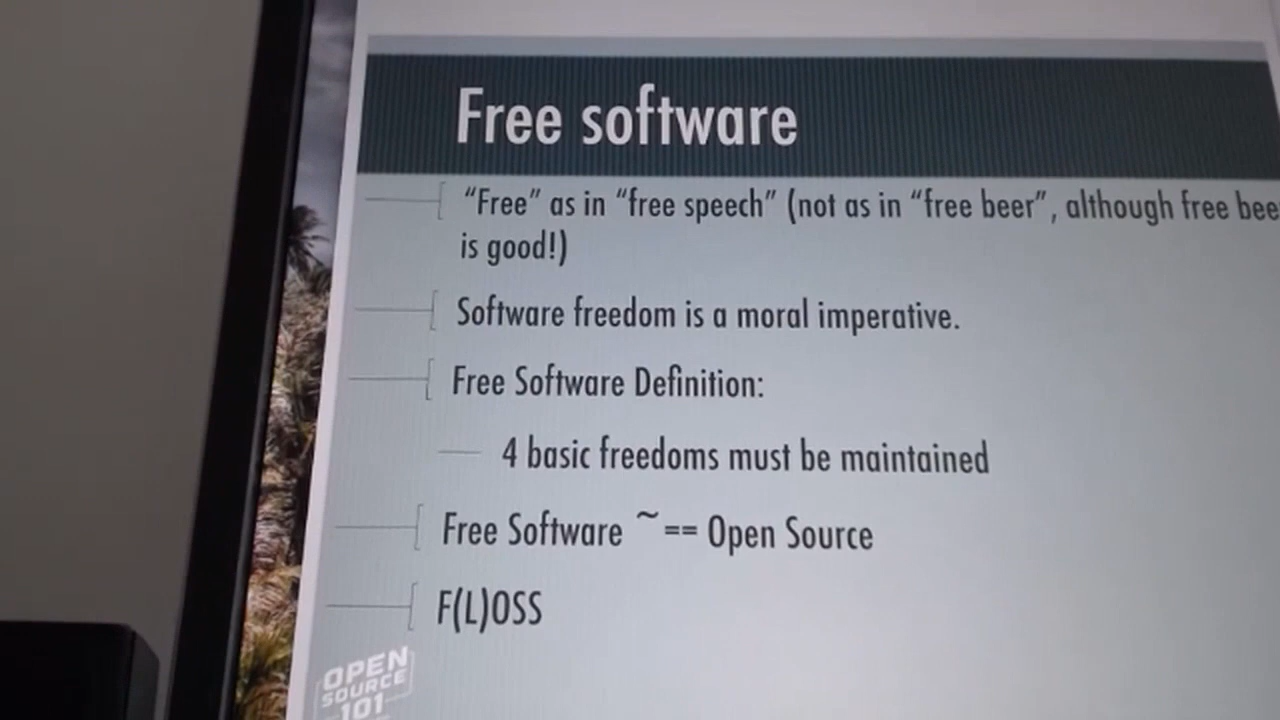 Free software
“Free” as in “free speech” (not as in “free beer”, although free bee
is good!)
Software freedom is a moral imperative.
Free Software Definition:
4 basic freedoms must be maintained
Free Software ~== Open Source
F(L)OSS
OPEN
SOURCE
101